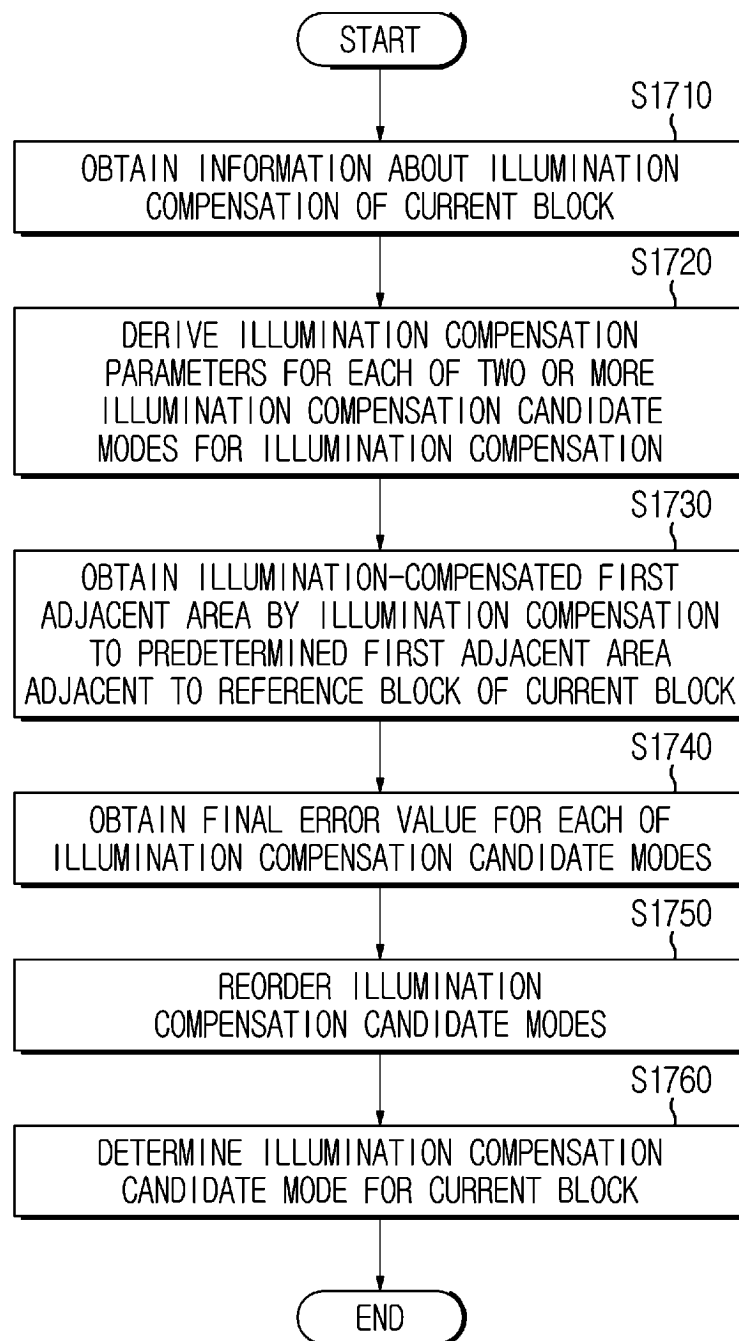 START
S1710
OBTAIN INFORMATION ABOUT ILLUMINATION
COMPENSATION OF CURRENT BLOCK
S1720
DERIVE ILLUMINATION COMPENSATION
PARAMETERS FOR EACH OF TWO OR MORE
ILLUMINATION COMPENSATION CANDIDATE
MODES FOR ILLUMINATION COMPENSATION
S1730
OBTAIN ILLUMINATION-COMPENSATED FIRST
ADJACENT AREA BY ILLUMINATION COMPENSATION
TO PREDETERMINED FIRST ADJACENT AREA
ADJACENT TO REFERENCE BLOCK OF CURRENT BLOCK
S1740
OBTAIN FINAL ERROR VALUE FOR EACH OF
ILLUMINATION COMPENSATION CANDIDATE MODES
S1750
REORDER ILLUMINATION
COMPENSATION CANDIDATE MODES
S1760
DETERMINE ILLUMINATION COMPENSATION
CANDIDATE MODE FOR CURRENT BLOCK
END